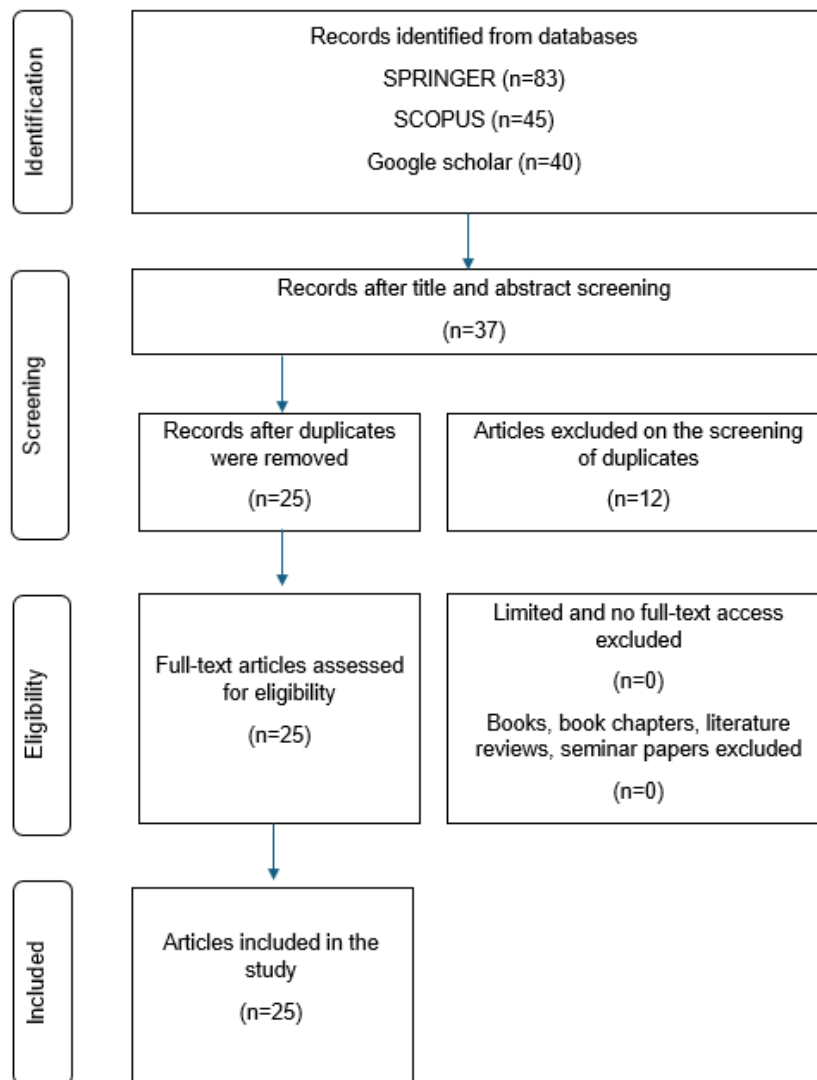 Identification
Records identified from databases
SPRINGER (n=83)
SCOPUS (n=45)
Google scholar (n=40)
Screening
Records after title and abstract screening
(n=37)
Records after duplicates
were removed
(n=25)
Articles excluded on the screening
of duplicates
(n=12)
Eligibility
Full-text articles assessed
for eligibility
(n=25)
Limited and no full-text access
excluded
(n=0)
Books, book chapters, literature
reviews, seminar papers excluded
(n=0)
Included
Articles included in the
study
(n=25)